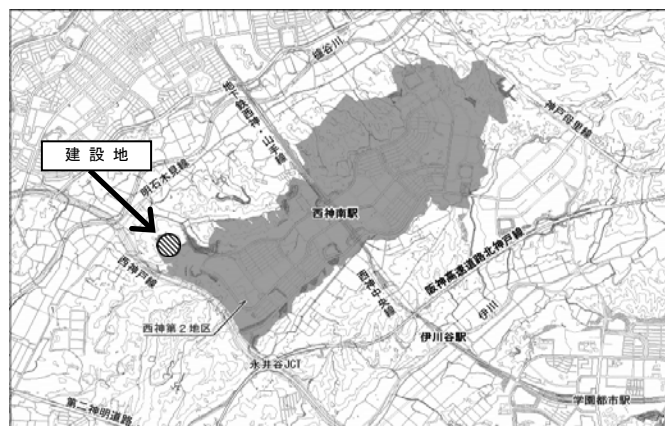 櫨谷川
地下鉄西神・山手線
神戸母里線
建設地
明石木見線
西神南駅
阪神高速道路北神戸線
西神戸線
西神中央線
西神第2地区
伊川
伊川谷駅
永井谷JCT
学園都市駅
第二神明道路